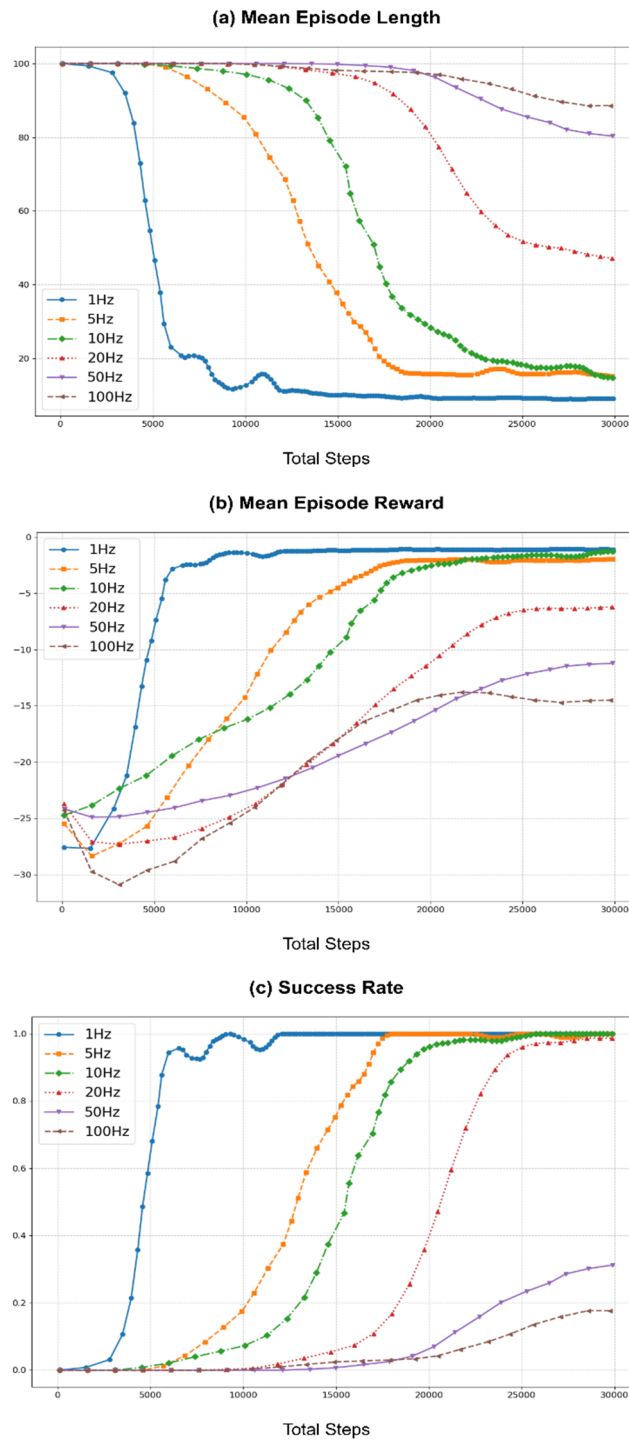 (a) Mean Episode Length
100
80
60
40
20
1Hz
5Hz
10Hz
20Hz
50Hz
100Hz
0 5000 10000 15000 20000 25000 30000
Total Steps
(b) Mean Episode Reward
0
−5
−10
−15
−20
−25
−30
1Hz
5Hz
10Hz
20Hz
50Hz
100Hz
0 5000 10000 15000 20000 25000 30000
Total Steps
(c) Success Rate
1.0
0.8
0.6
0.4
0.2
0.0
1Hz
5Hz
10Hz
20Hz
50Hz
100Hz
0 5000 10000 15000 20000 25000 30000
Total Steps